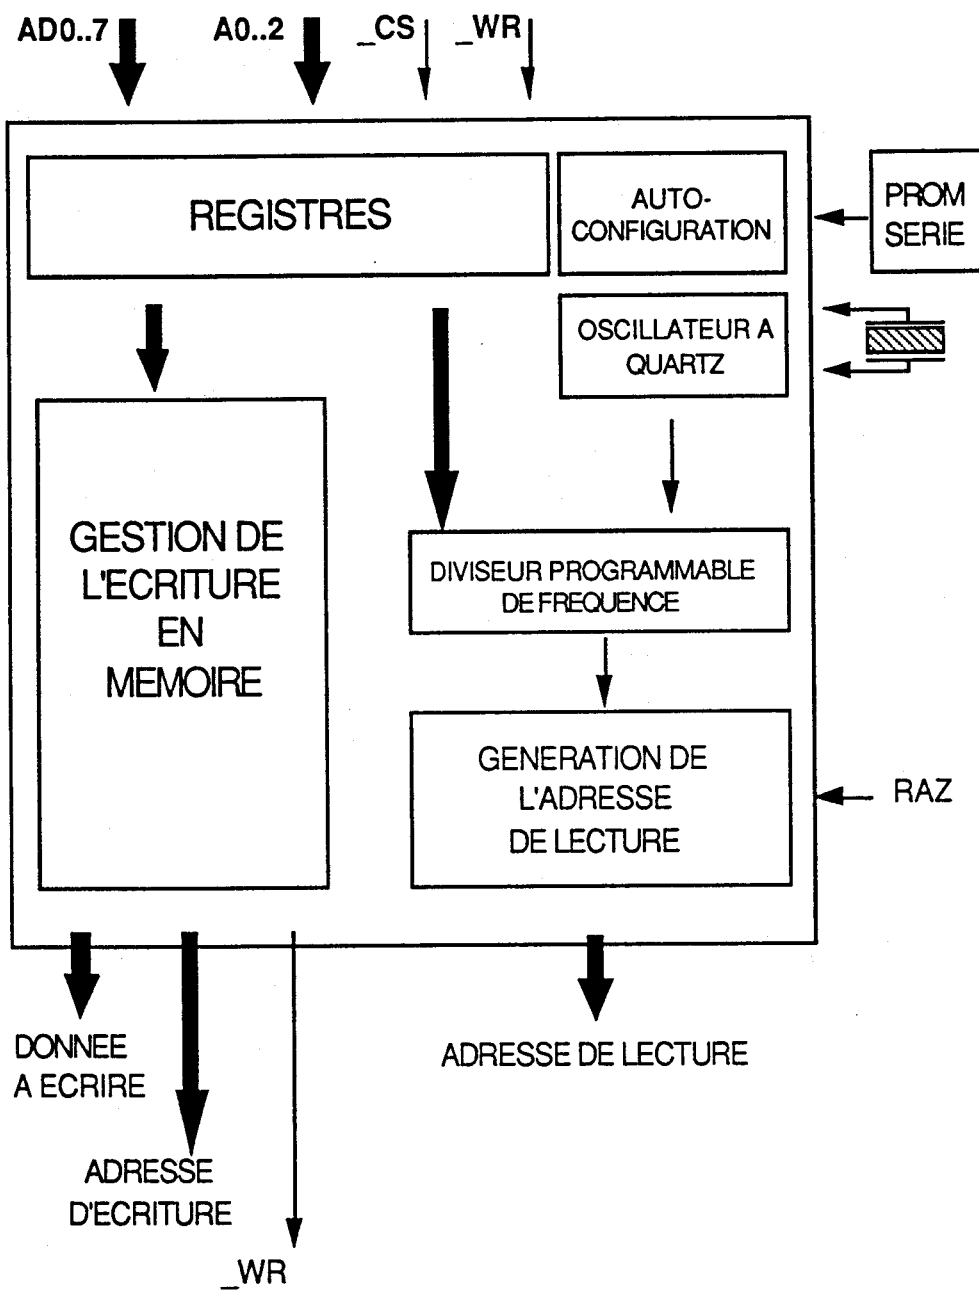 AD0..7
A0..2
_CS
_WR
REGISTRES
AUTO-
CONFIGURATION
PROM
SERIE
OSCILLATEUR A
QUARTZ
GESTION DE
L'ECRITURE
EN
MEMOIRE
DIVISEUR PROGRAMMABLE
DE FREQUENCE
GENERATION DE
L'ADRESSE
DE LECTURE
RAZ
DONNEE
A ECRIRE
ADRESSE DE LECTURE
ADRESSE
D'ECRITURE
_WR